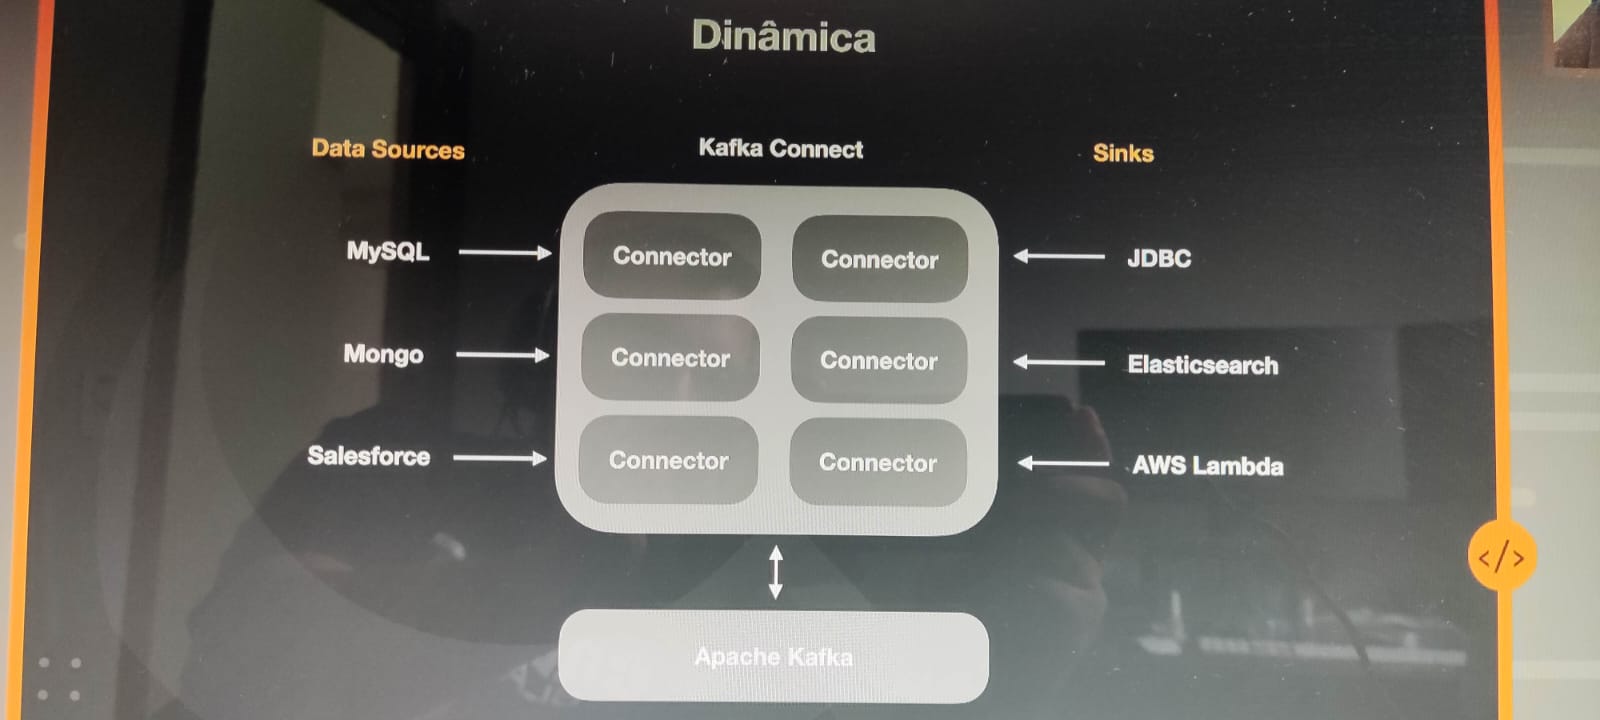 Dinâmica
Data Sources
Kafka Connect
Sinks
MySQL
Connector
Connector
JDBC
Mongo
Connector
Connector
Elasticsearch
Salesforce
Connector
Connector
AWS Lambda
</>
Apache Kafka